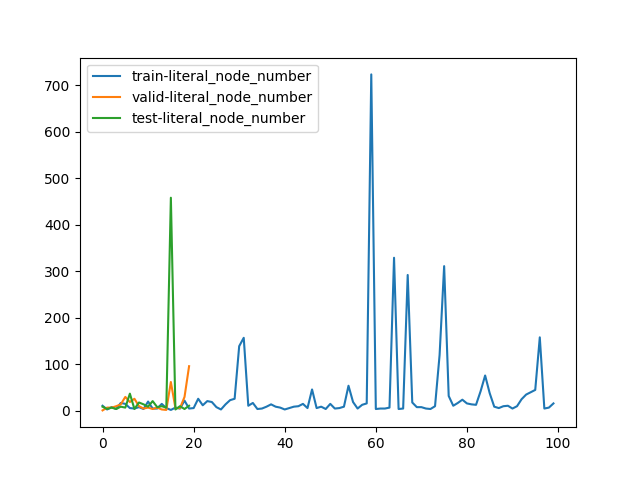 train-literal_node_number
valid-literal_node_number
test-literal_node_number
700
600
500
400
300
200
100
0
0 20 40 60 80 100